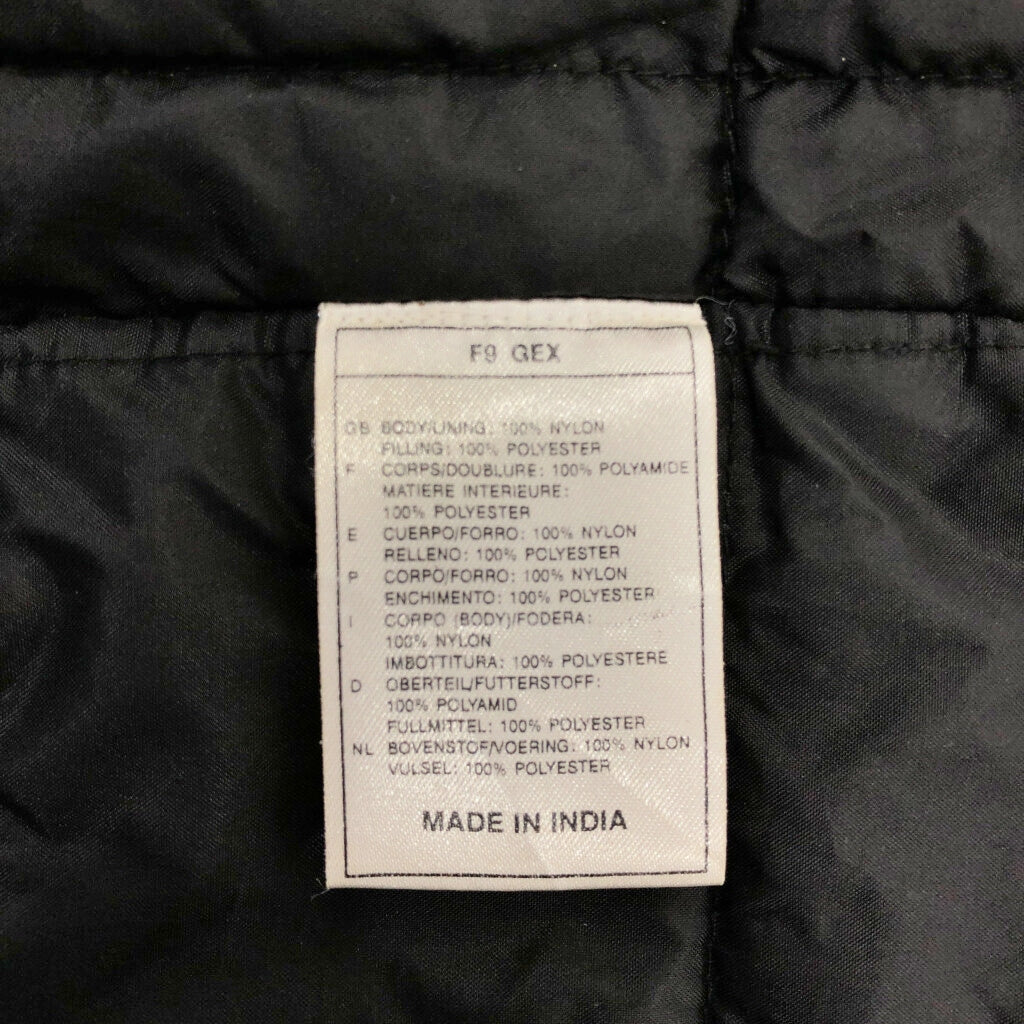 F9 GEX
GB BODY/LINING: 100% NYLON
FILLING: 100% POLYESTER
F CORPS/DOUBLURE: 100% POLYAMIDE
MATIERE INTERIEURE:
100% POLYESTER
E CUERPO/FORRO: 100% NYLON
RELLENO: 100% POLYESTER
P CORPO/FORRO: 100% NYLON
ENCHIMENTO: 100% POLYESTER
I CORPO (BODY)/FODERA:
100% NYLON
IMBOTTITURA: 100% POLYESTERE
D OBERTEIL/FUTTERSTOFF:
100% POLYAMID
FULLMITTEL: 100% POLYESTER
NL BOVENSTOF/VOERING: 100% NYLON
VULSEL: 100% POLYESTER
MADE IN INDIA